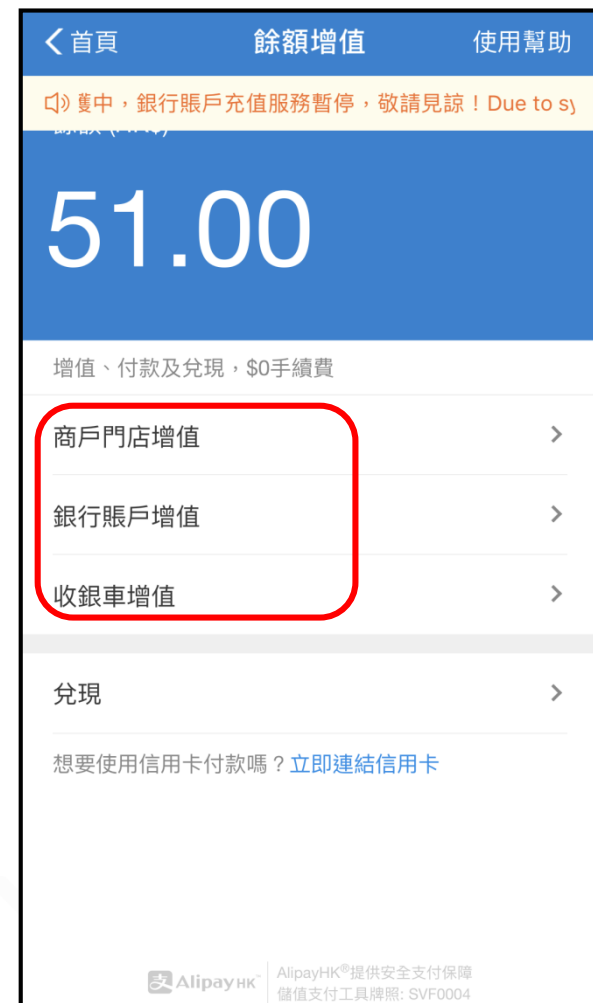 首頁 餘額增值 使用幫助
中，銀行賬戶充值服務暫停，敬請見諒！Due to sy
51.00
增值、付款及兌現，$0手續費
商戶門店增值
銀行賬戶增值
收銀車增值
兌現
想要使用信用卡付款嗎？立即連結信用卡
支 AlipayHK™
AlipayHK®提供安全支付保障
儲值支付工具牌照: SVF0004